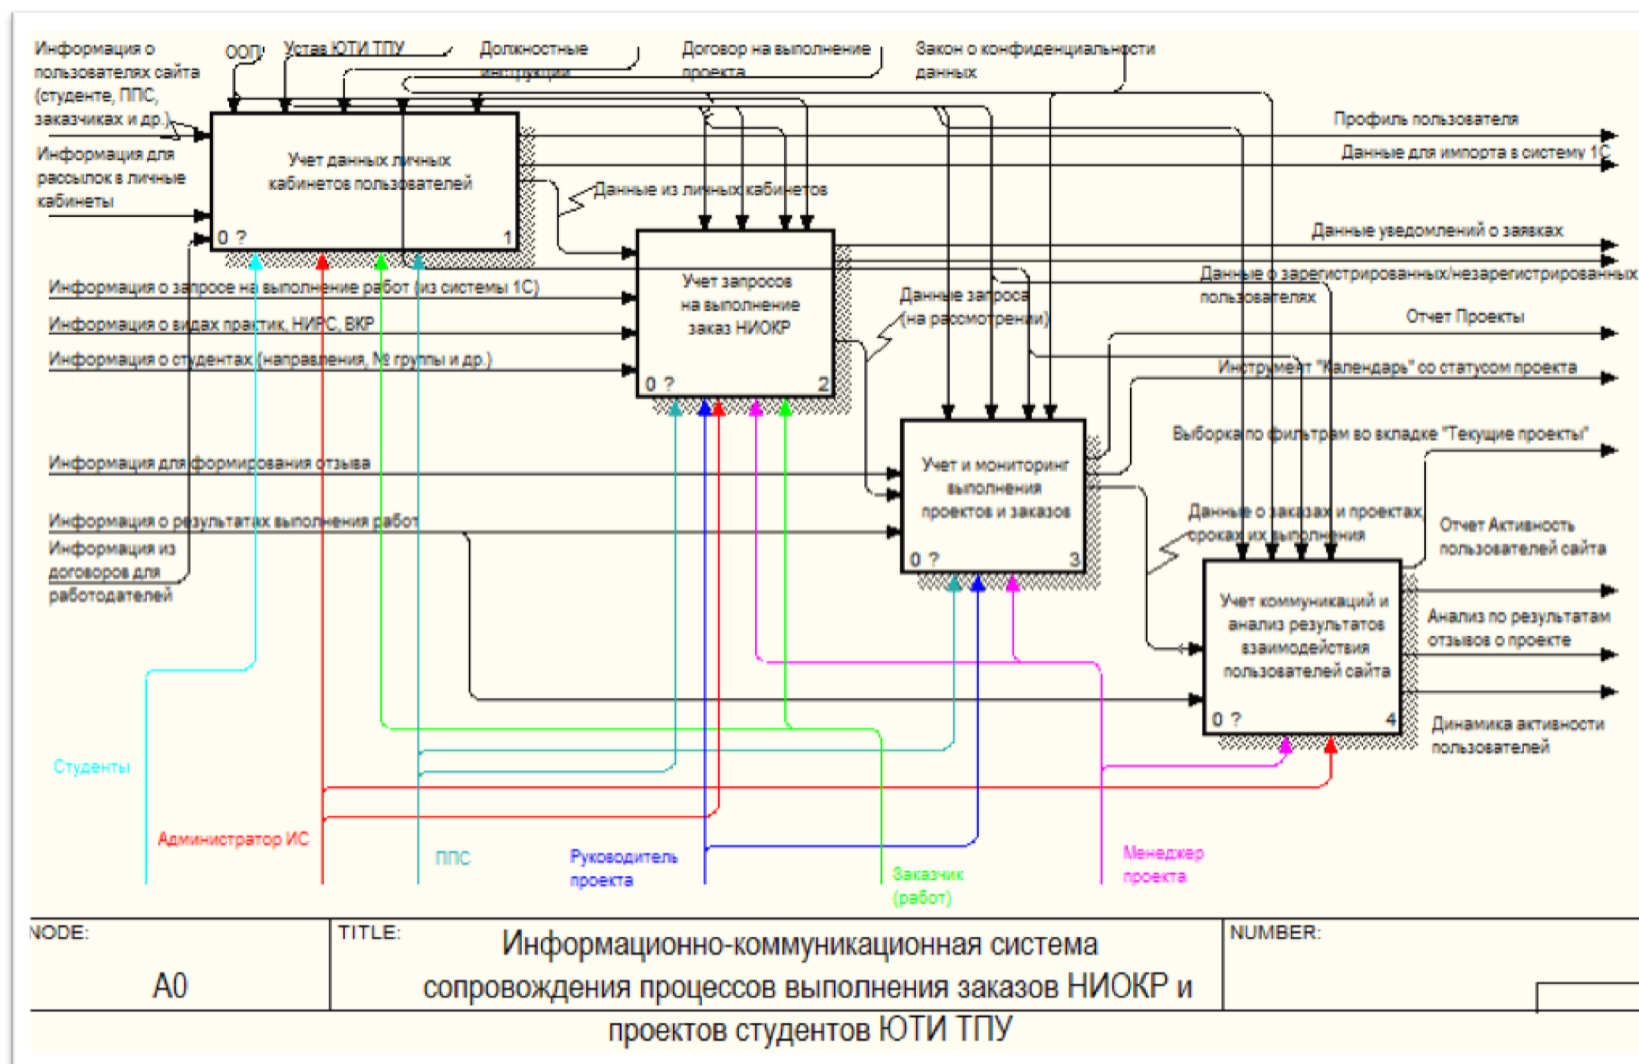 Информация о
пользователях сайта
(студенте, ППС,
заказчиках и др.)
ООП
Устав ЮТИ ТПУ
Должностные
инструкции
Договор на выполнение
проекта
Закон о конфиденциальности
данных
Информация для
рассылок в личные
кабинеты
Учет данных личных
кабинетов пользователей
0 ?
1
Профиль пользователя
Данные для импорта в систему 1С
Данные из личных кабинетов
Данные уведомлений о заявках
Данные о зарегистрированных/незарегистрированных
пользователях
Информация о запросе на выполнение работ (из системы 1С)
Информация о видах практик, НИРС, ВКР
Информация о студентах (направления, № группы и др.)
Учет запросов
на выполнение
заказ НИОКР
0 ?
2
Данные запроса
(на рассмотрении)
Отчет Проекты
Инструмент "Календарь" со статусом проекта
Выборка по фильтрам во вкладке "Текущие проекты"
Информация для формирования отзыва
Информация о результатах выполнения работ
Информация из
договоров для
работодателей
Учет и мониторинг
выполнения
проектов и заказов
0 ?
3
Данные о заказах и проектах,
сроках их выполнения
Отчет Активность
пользователей сайта
Учет коммуникаций и
анализ результатов
взаимодействия
пользователей сайта
0 ?
4
Анализ по результатам
отзывов о проекте
Динамика активности
пользователей
Студенты
Администратор ИС
ППС
Руководитель
проекта
Заказчик
(работ)
Менеджер
проекта
NODE:
A0
TITLE:
Информационно-коммуникационная система
сопровождения процессов выполнения заказов НИОКР и
проектов студентов ЮТИ ТПУ
NUMBER: